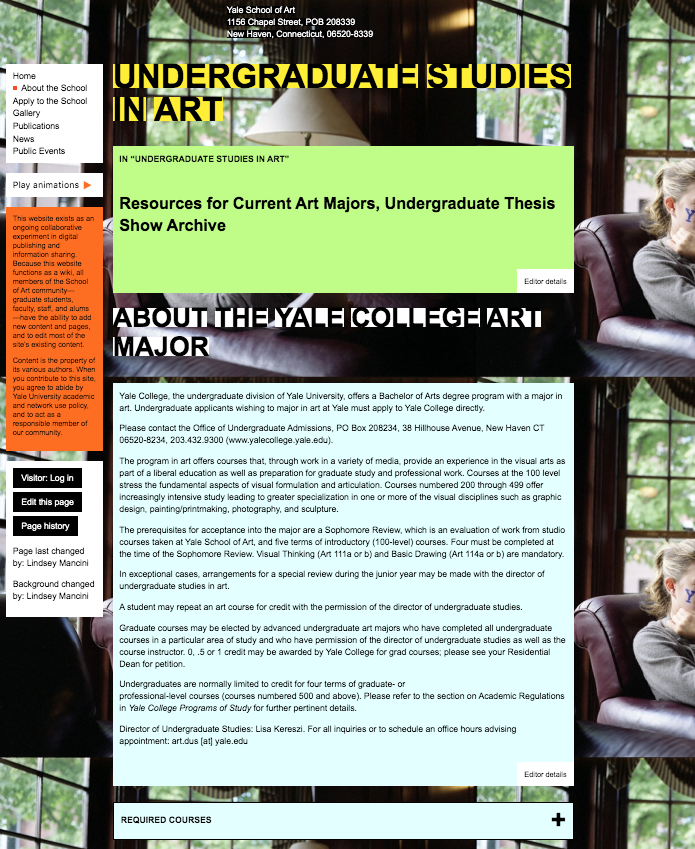 Yale School of Art
1156 Chapel Street, POB 208339
New Haven, Connecticut, 06520-8339
Home
About the School
Apply to the School
Gallery
Publications
News
Public Events
Play animations
This website exists as an
ongoing collaborative
experiment in digital
publishing and
information sharing.
Because this website
functions as a wiki, all
members of the School
of Art community—
graduate students,
faculty, staff, and alums
—have the ability to add
new content and pages,
and to edit most of the
site's existing content.
Content is the property of
its various authors. When
you contribute to this site,
you agree to abide by
Yale University academic
and network use policy,
and to act as a
responsible member of
our community.
Visitor: Log in
Edit this page
Page history
Page last changed
by: Lindsey Mancini
Background changed
by: Lindsey Mancini
UNDERGRADUATE STUDIES
IN ART
IN “UNDERGRADUATE STUDIES IN ART”
Resources for Current Art Majors, Undergraduate Thesis
Show Archive
Editor details
ABOUT THE YALE COLLEGE ART
MAJOR
Yale College, the undergraduate division of Yale University, offers a Bachelor of Arts degree program with a major in
art. Undergraduate applicants wishing to major in art at Yale must apply to Yale College directly.
Please contact the Office of Undergraduate Admissions, PO Box 208234, 38 Hillhouse Avenue, New Haven CT
06520-8234, 203.432.9300 (www.yalecollege.yale.edu).
The program in art offers courses that, through work in a variety of media, provide an experience in the visual arts as
part of a liberal education as well as preparation for graduate study and professional work. Courses at the 100 level
stress the fundamental aspects of visual formulation and articulation. Courses numbered 200 through 499 offer
increasingly intensive study leading to greater specialization in one or more of the visual disciplines such as graphic
design, painting/printmaking, photography, and sculpture.
The prerequisites for acceptance into the major are a Sophomore Review, which is an evaluation of work from studio
courses taken at Yale School of Art, and five terms of introductory (100-level) courses. Four must be completed at
the time of the Sophomore Review. Visual Thinking (Art 111a or b) and Basic Drawing (Art 114a or b) are mandatory.
In exceptional cases, arrangements for a special review during the junior year may be made with the director of
undergraduate studies in art.
A student may repeat an art course for credit with the permission of the director of undergraduate studies.
Graduate courses may be elected by advanced undergraduate art majors who have completed all undergraduate
courses in a particular area of study and who have permission of the director of undergraduate studies as well as the
course instructor. 0, .5 or 1 credit may be awarded by Yale College for grad courses; please see your Residential
Dean for petition.
Undergraduates are normally limited to credit for four terms of graduate- or
professional-level courses (courses numbered 500 and above). Please refer to the section on Academic Regulations
in Yale College Programs of Study for further pertinent details.
Director of Undergraduate Studies: Lisa Kereszi. For all inquiries or to schedule an office hours advising
appointment: art.dus [at] yale.edu
Editor details
REQUIRED COURSES